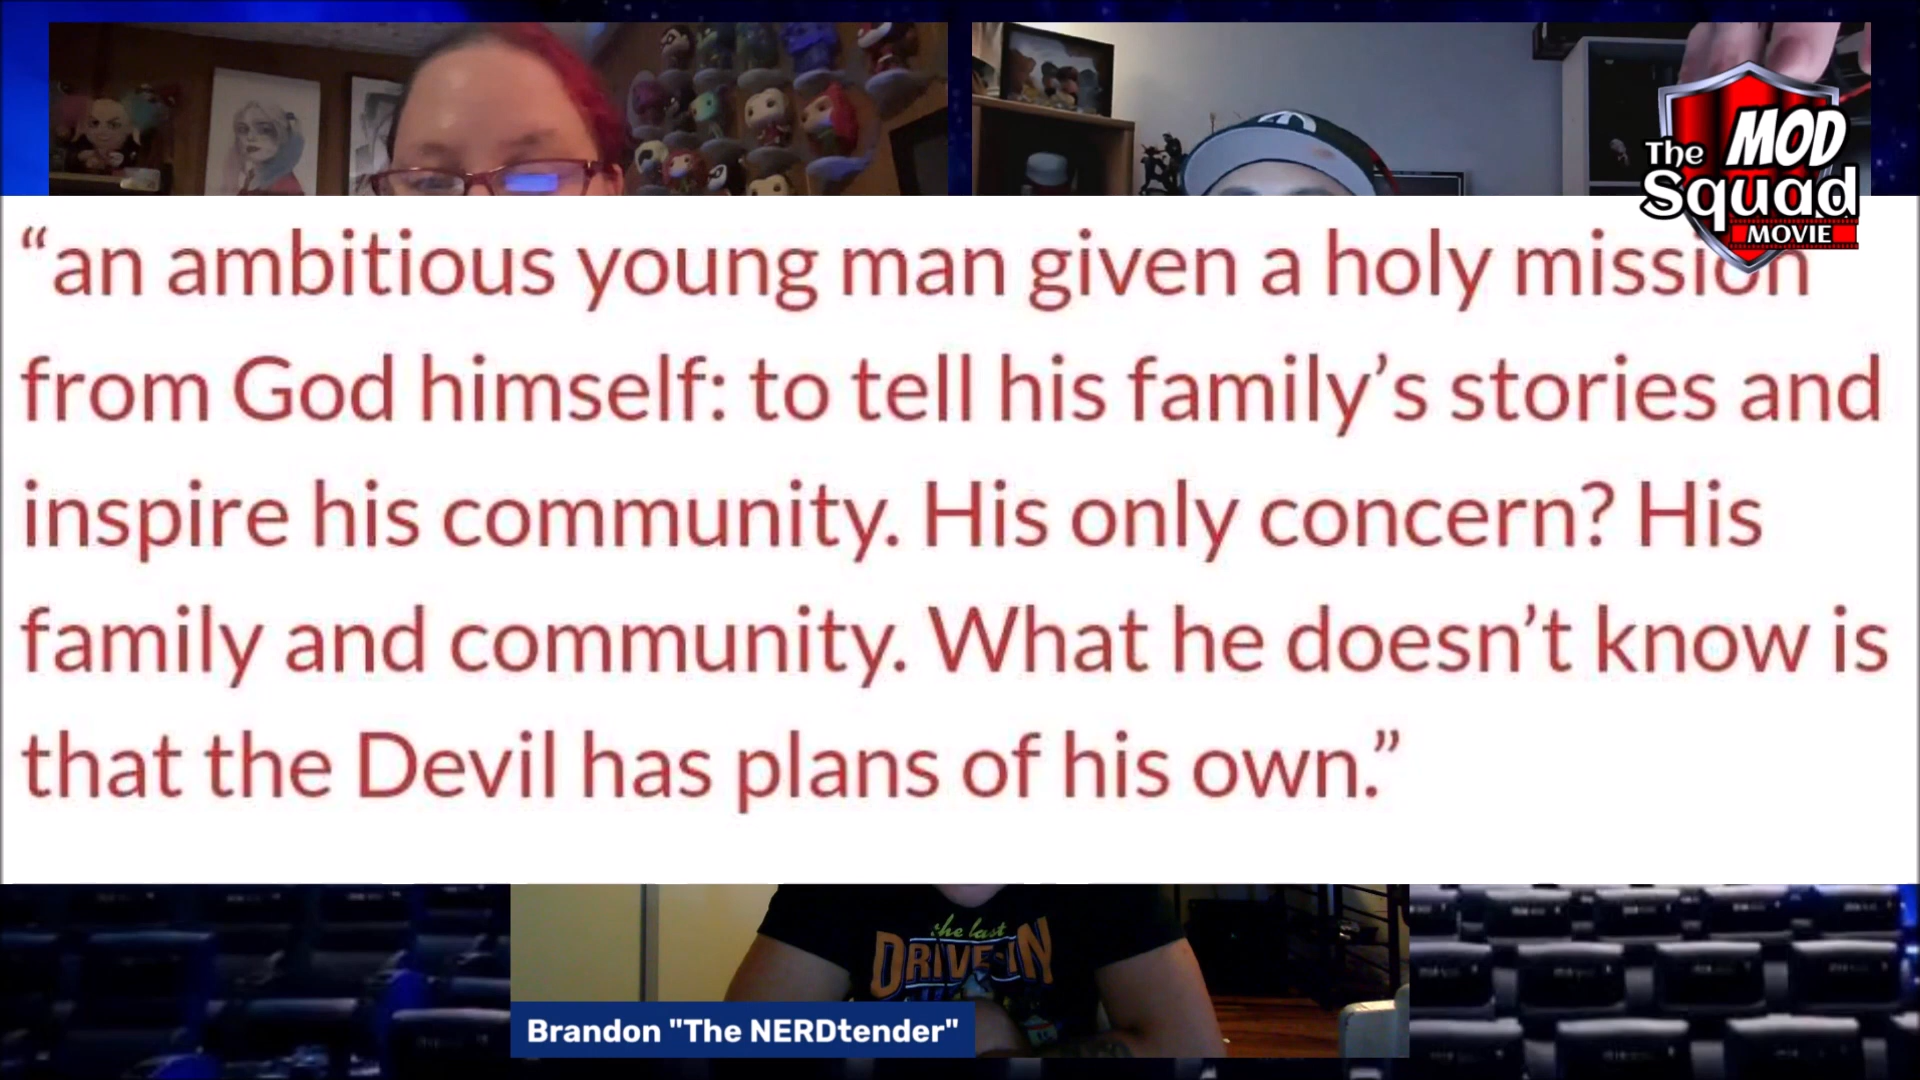 The MOD
Squad
MOVIE
“an ambitious young man given a holy mission
from God himself: to tell his family’s stories and
inspire his community. His only concern? His
family and community. What he doesn’t know is
that the Devil has plans of his own.”
the last
DRIVE-IN
Brandon "The NERDtender"